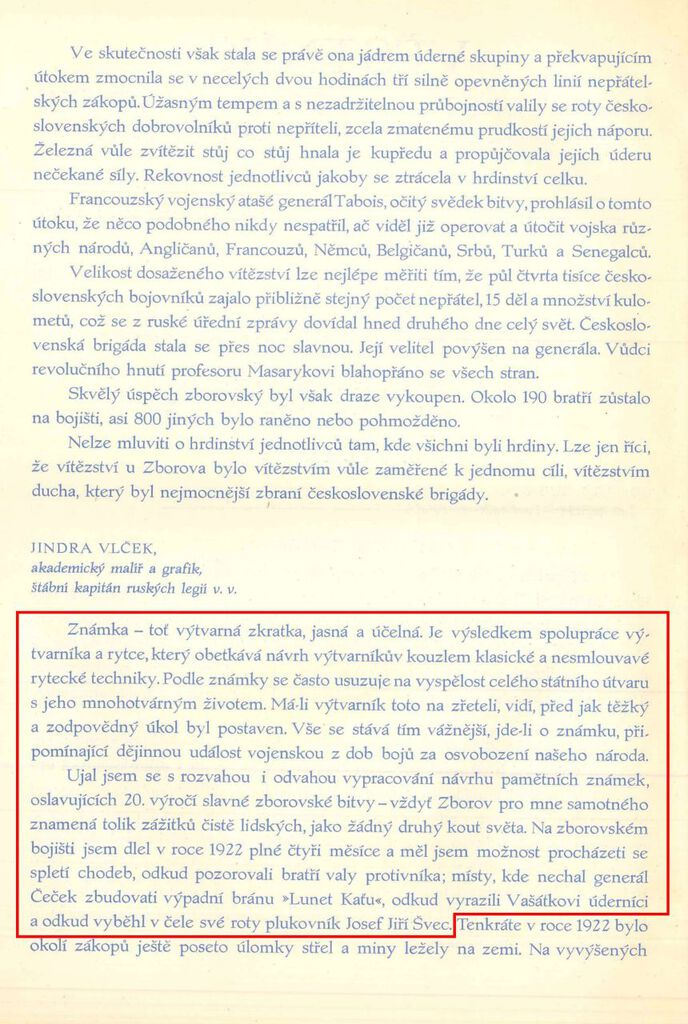 Ve skutečnosti však stala se právě ona jádrem úderné skupiny a překvapujícím
útokem zmocnila se v necelých dvou hodinách tří silně opevněných linií nepřátel-
ských zákopů. Úžasným tempem a s nezadržitelnou průbojností valily se roty česko-
slovenských dobrovolníků proti nepříteli, zcela zmatenému prudkostí jejich náporu.
Železná vůle zvítězit stůj co stůj hnala je kupředu a propůjčovala jejich úderu
nečekané síly. Rekovnost jednotlivců jakoby se ztrácela v hrdinství celku.
Francouzský vojenský atašé generál Tabois, očitý svědek bitvy, prohlásil o tomto
útoku, že něco podobného nikdy nespatřil, ač viděl již operovat a útočit vojska růz-
ných národů, Angličanů, Francouzů, Němců, Belgičanů, Srbů, Turků a Senegalců.
Velikost dosaženého vítězství lze nejlépe měřiti tím, že půl čtvrta tisíce česko-
slovenských bojovníků zajalo přibližně stejný počet nepřátel, 15 děl a množství kulo-
metů, což se z ruské úřední zprávy dovídal hned druhého dne celý svět. Českoslo-
venská brigáda stala se přes noc slavnou. Její velitel povýšen na generála. Vůdci
revolučního hnutí profesoru Masarykovi blahopřáno se všech stran.
Skvělý úspěch zborovský byl však draze vykoupen. Okolo 190 bratří zůstalo
na bojišti, asi 800 jiných bylo raněno nebo pohmožděno.
Nelze mluviti o hrdinství jednotlivců tam, kde všichni byli hrdiny. Lze jen říci,
že vítězství u Zborova bylo vítězstvím vůle zaměřené k jednomu cíli, vítězstvím
ducha, který byl nejmocnější zbraní československé brigády.
JINDRA VLČEK,
akademický malíř a grafik,
štábní kapitán ruských legií v. v.
Známka – toť výtvarná zkratka, jasná a účelná. Je výsledkem spolupráce vý-
tvarníka a rytce, který obetkává návrh výtvarníkův kouzlem klasické a nesmlouvavé
rytecké techniky. Podle známky se často usuzuje na vyspělost celého státního útvaru
s jeho mnohotvárným životem. Má-li výtvarník toto na zřeteli, vidí, před jak těžký
a zodpovědný úkol byl postaven. Vše se stává tím vážnější, jde-li o známku, při-
pomínající dějinnou událost vojenskou z dob bojů za osvobození našeho národa.
Ujal jsem se s rozvahou i odvahou vypracování návrhu pamětních známek,
oslavujících 20. výročí slavné zborovské bitvy – vždyť Zborov pro mne samotného
znamená tolik zážitků čistě lidských, jako žádný druhý kout světa. Na zborovském
bojišti jsem dlel v roce 1922 plné čtyři měsíce a měl jsem možnost procházeti se
spletí chodeb, odkud pozorovali bratří valy protivníka; místy, kde nechal generál
Čeček zbudovati výpadní bránu »Lunet Kaťu«, odkud vyrazili Vašátkovi úderníci
a odkud vyběhl v čele své roty plukovník Josef Jiří Švec. Tenkráte v roce 1922 bylo
okolí zákopů ještě poseto úlomky střel a miny ležely na zemi. Na vyvýšených